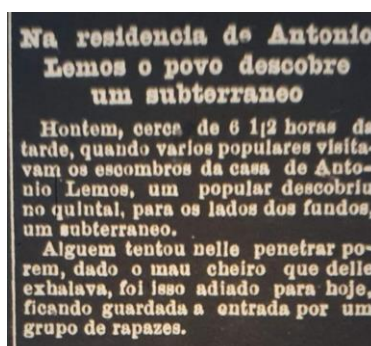 Na residencia de Antonio
Lemos o povo descobre
um subterraneo
Hontem, cerca de 6 1|2 horas da
tarde, quando varios populares visita-
vam os escombros da casa de Anto-
nio Lemos, um popular descobriu
no quintal, para os lados dos fundos,
um subterraneo.
Alguem tentou nelle penetrar po-
rem, dado o mau cheiro que delle
exhalava, foi isso adiado para hoje,
ficando guardada a entrada por um
grupo de rapazes.